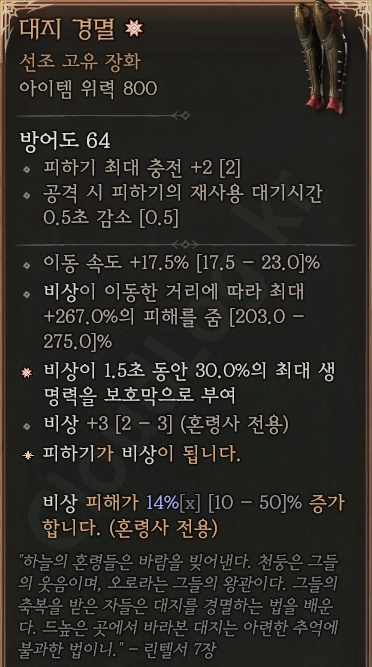 대지 경멸
선조 고유 장화
아이템 위력 800
방어도 64
피하기 최대 충전 +2 [2]
공격 시 피하기의 재사용 대기시간
0.5초 감소 [0.5]
이동 속도 +17.5% [17.5 – 23.0]%
비상이 이동한 거리에 따라 최대
+267.0%의 피해를 줌 [203.0 –
275.0]%
비상이 1.5초 동안 30.0%의 최대 생
명력을 보호막으로 부여
비상 +3 [2 – 3] (혼령사 전용)
피하기가 비상이 됩니다.
비상 피해가 14%[x] [10 – 50]% 증가
합니다. (혼령사 전용)
"하늘의 혼령들은 바람을 빚어낸다. 천둥은 그들
의 웃음이며, 오로라는 그들의 왕관이다. 그들의
축복을 받은 자들은 대지를 경멸하는 법을 배운
다. 드높은 곳에서 바라본 대지는 아련한 추억에
불과한 법이니." – 린텔서 7장